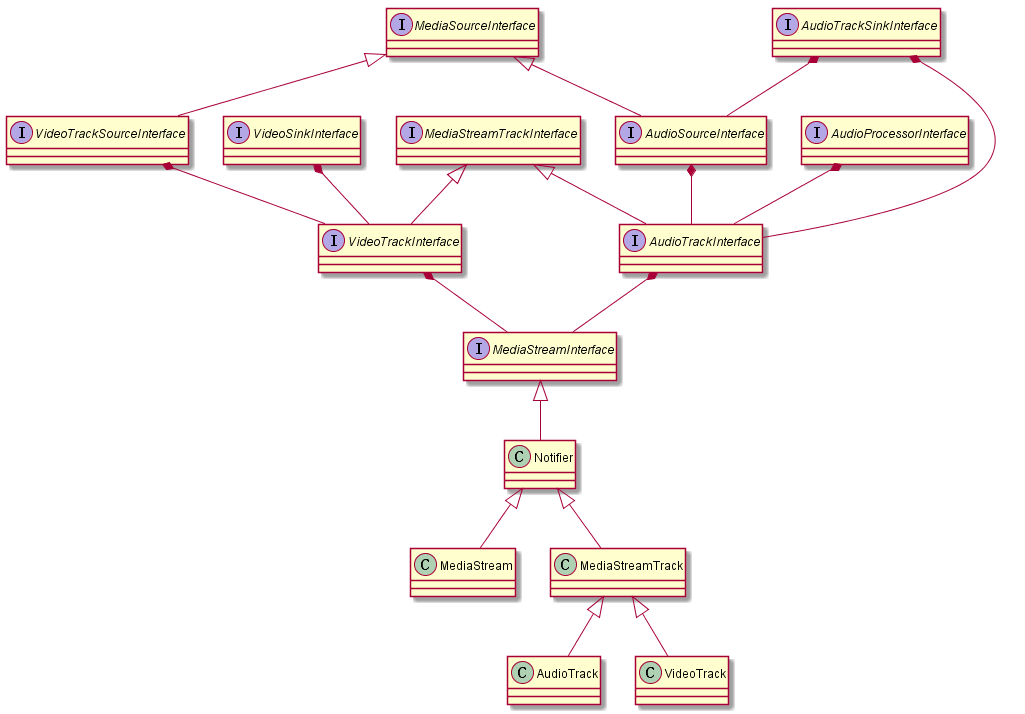 I MediaSourceInterface
I AudioTrackSinkInterface
I VideoTrackSourceInterface
I VideoSinkInterface
I MediaStreamTrackInterface
I AudioSourceInterface
I AudioProcessorInterface
I VideoTrackInterface
I AudioTrackInterface
I MediaStreamInterface
C Notifier
C MediaStream
C MediaStreamTrack
C AudioTrack
C VideoTrack